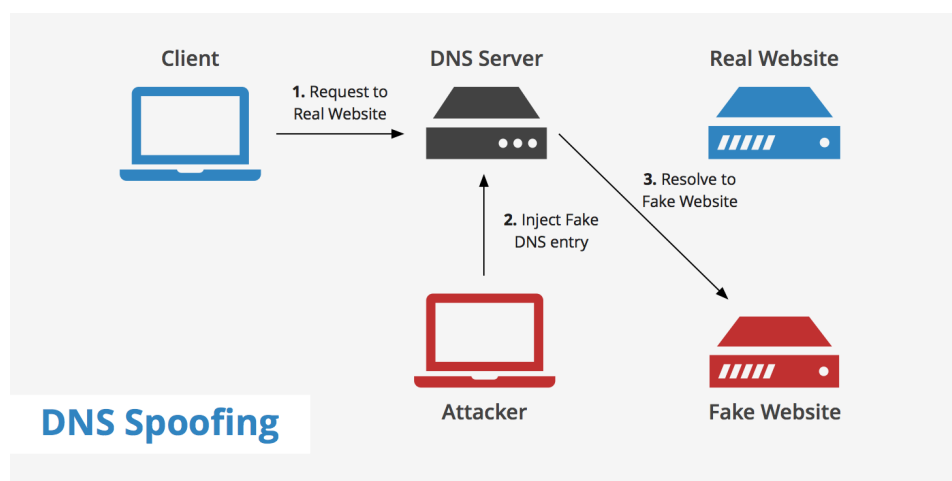 Client
DNS Server
Real Website
1. Request to
Real Website
3. Resolve to
Fake Website
2. Inject Fake
DNS entry
Attacker
Fake Website
DNS Spoofing